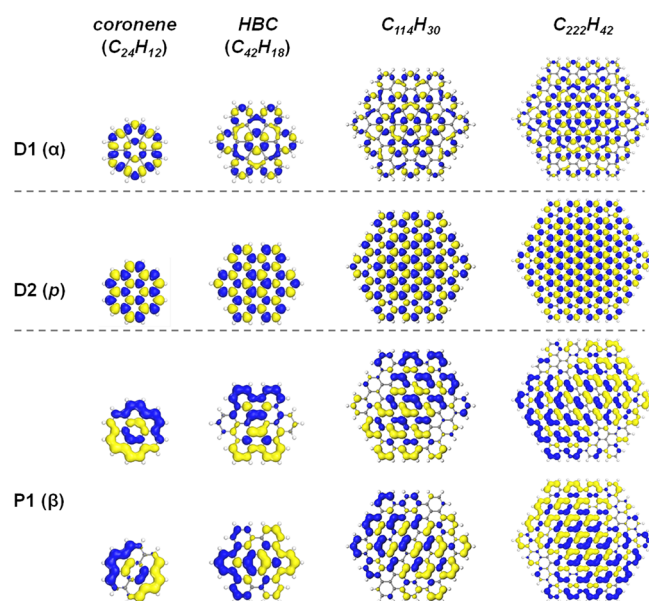 coronene HBC C114H30 C222H42
(C24H12) (C42H18)
D1 (α)
D2 (p)
P1 (β)